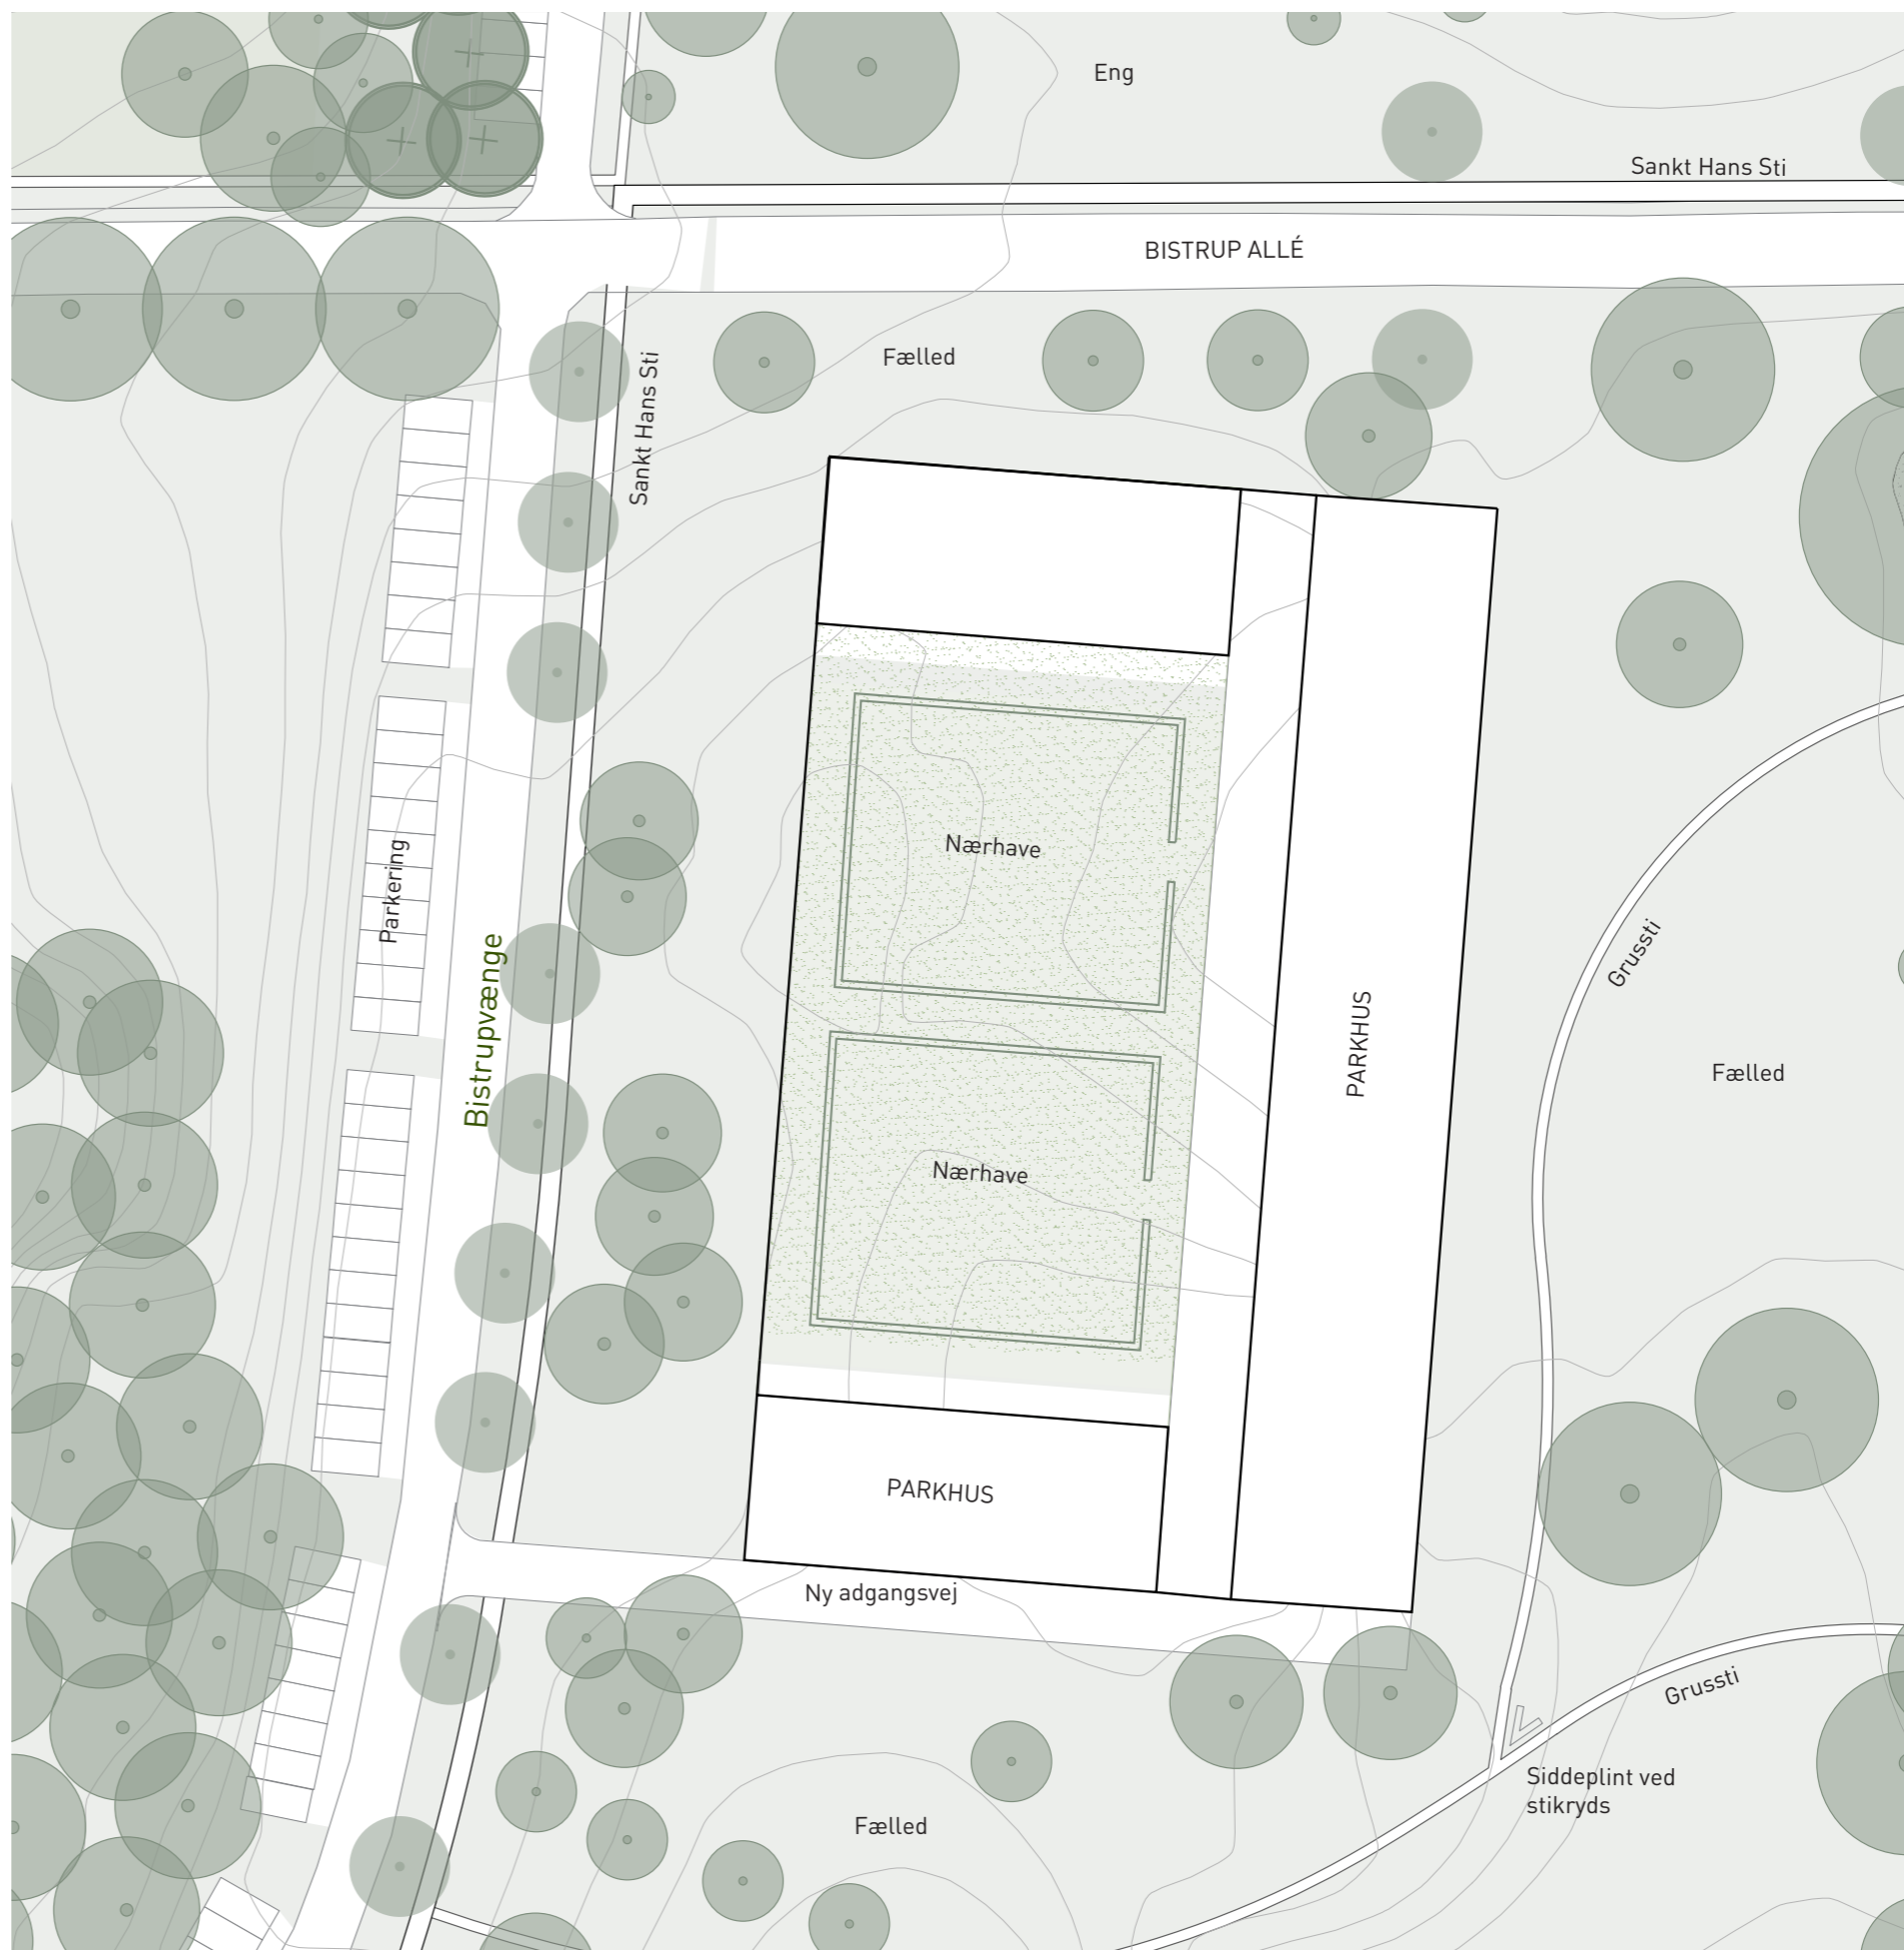 Eng
Sankt Hans Sti
BISTRUP ALLÉ
Fælled
Sankt Hans Sti
Nærhave
Parkering
Bistrupvænge
Grussti
PARKHUS
Fælled
Nærhave
PARKHUS
Ny adgangsvej
Grussti
Siddeplint ved
stikryds
Fælled